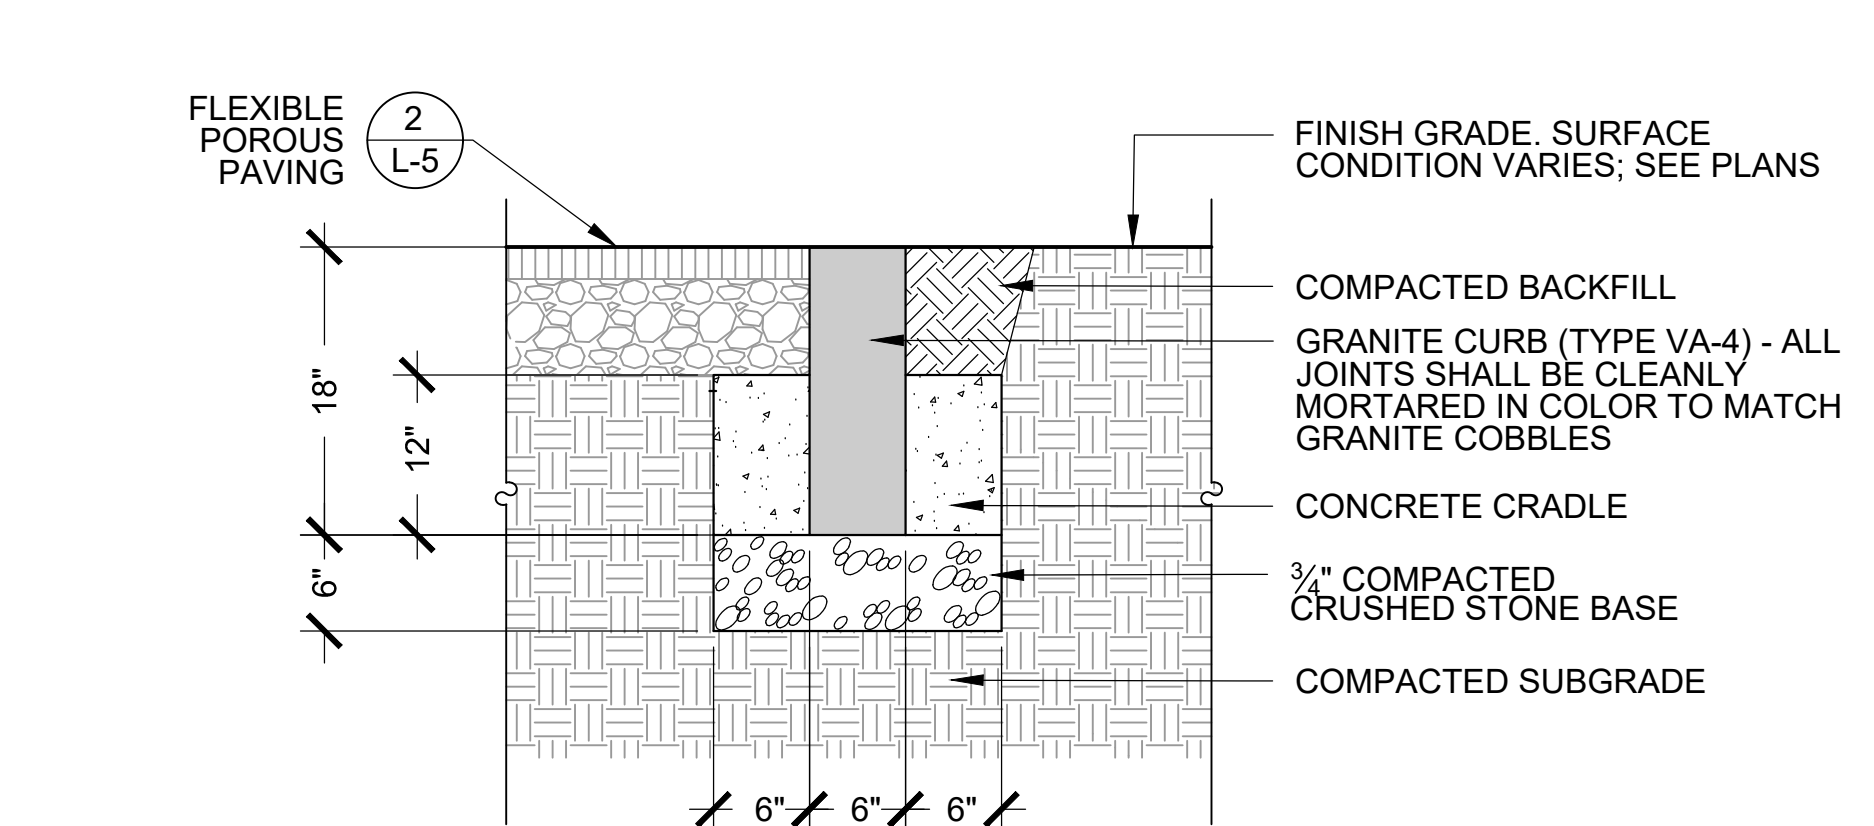 FLEXIBLE
POROUS
PAVING
2
L-5
FINISH GRADE. SURFACE
CONDITION VARIES; SEE PLANS
COMPACTED BACKFILL
GRANITE CURB (TYPE VA-4) - ALL
JOINTS SHALL BE CLEANLY
MORTARED IN COLOR TO MATCH
GRANITE COBBLES
CONCRETE CRADLE
¾" COMPACTED
CRUSHED STONE BASE
COMPACTED SUBGRADE
18"
12"
6"
6" 6" 6"